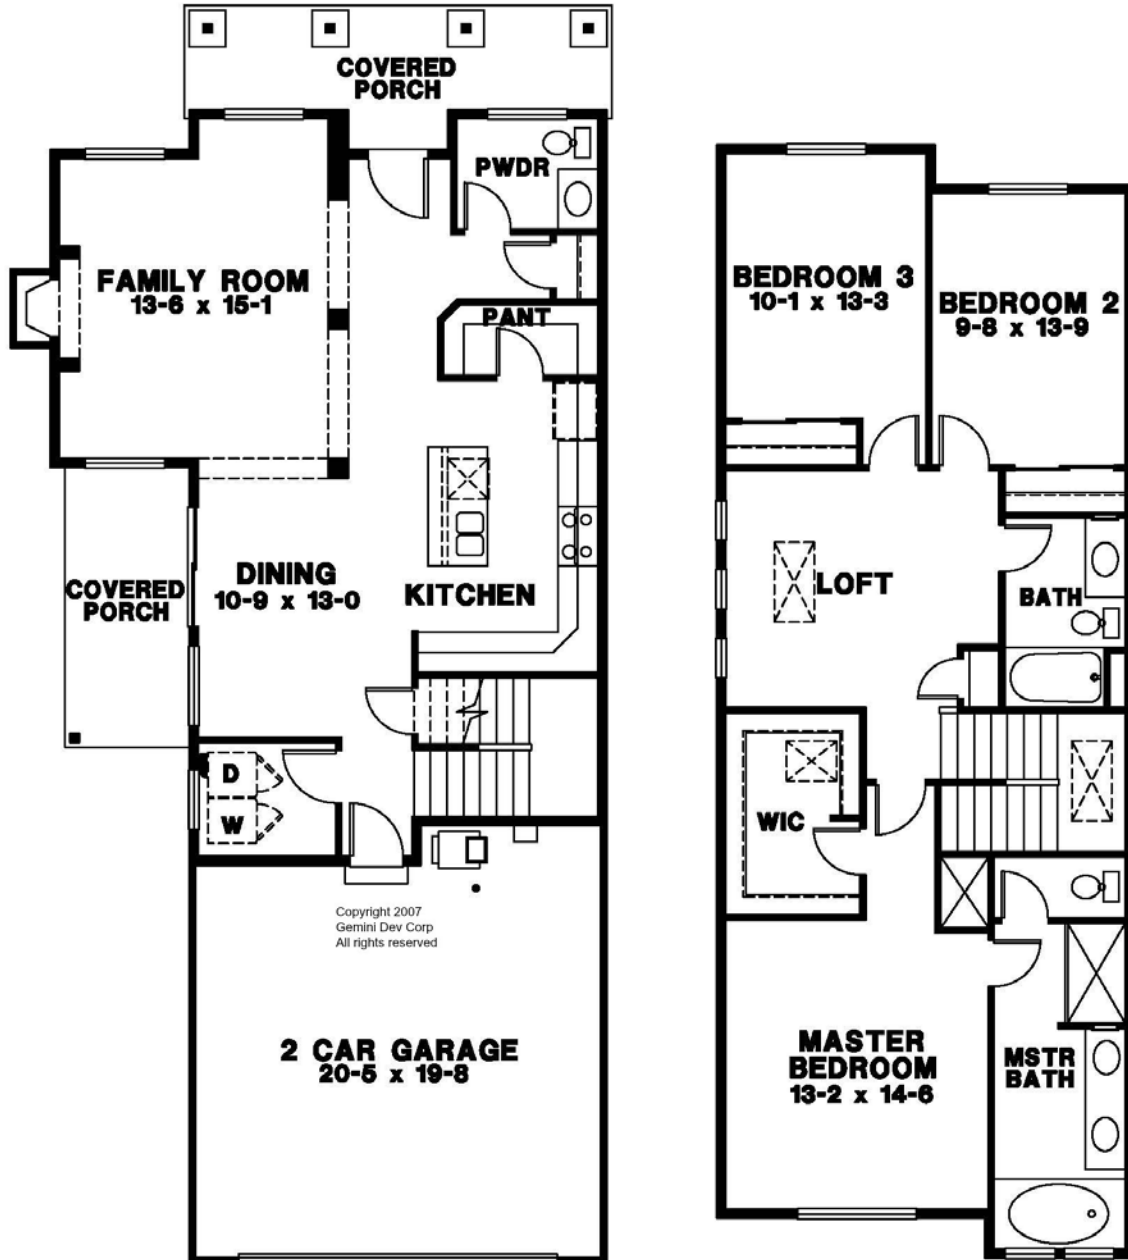 COVERED
PORCH
PWDR
FAMILY ROOM
13-6 x 15-1
PANT
DINING
10-9 x 13-0
KITCHEN
COVERED
PORCH
D
W
Copyright 2007
Gemini Dev Corp
All rights reserved
2 CAR GARAGE
20-5 x 19-8
BEDROOM 3
10-1 x 13-3
BEDROOM 2
9-8 x 13-9
LOFT
BATH
WIC
MASTER
BEDROOM
13-2 x 14-6
MSTR
BATH